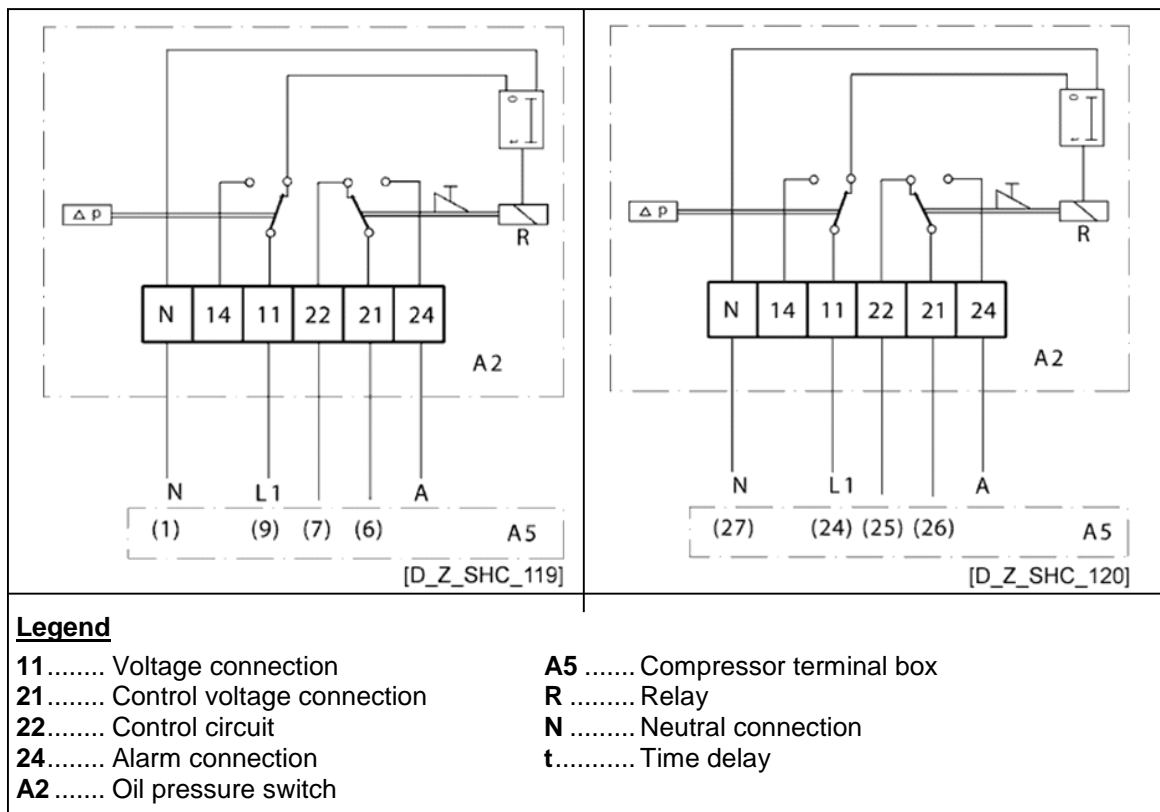 0
t
Δ p
R
N 14 11 22 21 24
A2
N L1 A
(1) (9) (7) (6) A5
[D_Z_SHC_119]
0
t
Δ p
R
N 14 11 22 21 24
A2
N L1 A
(27) (24) (25) (26) A5
[D_Z_SHC_120]
Legend
11........ Voltage connection
21........ Control voltage connection
22........ Control circuit
24........ Alarm connection
A2 ....... Oil pressure switch
A5 ....... Compressor terminal box
R ......... Relay
N ......... Neutral connection
t........... Time delay